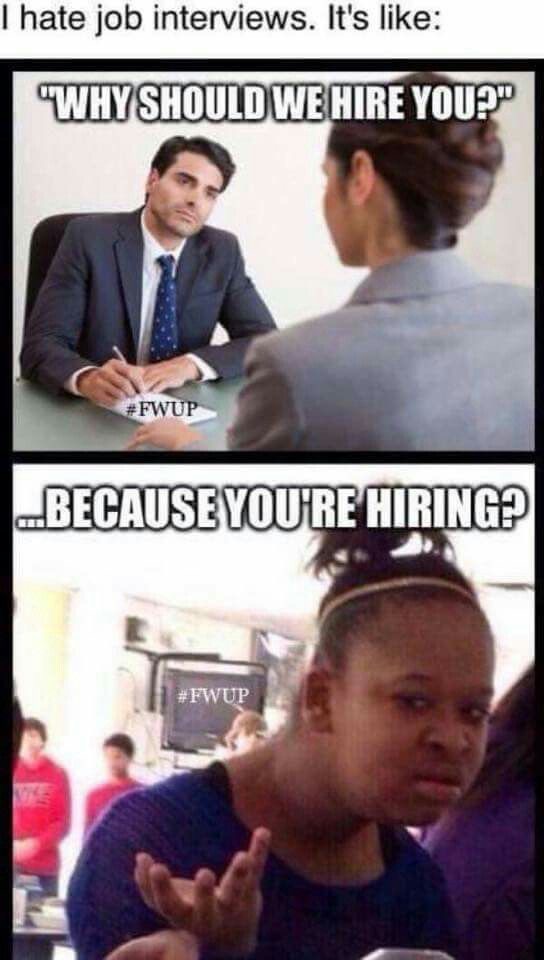 I hate job interviews. It's like:
"WHY SHOULD WE HIRE YOU?"
#FWUP
...BECAUSE YOU'RE HIRING?
#FWUP